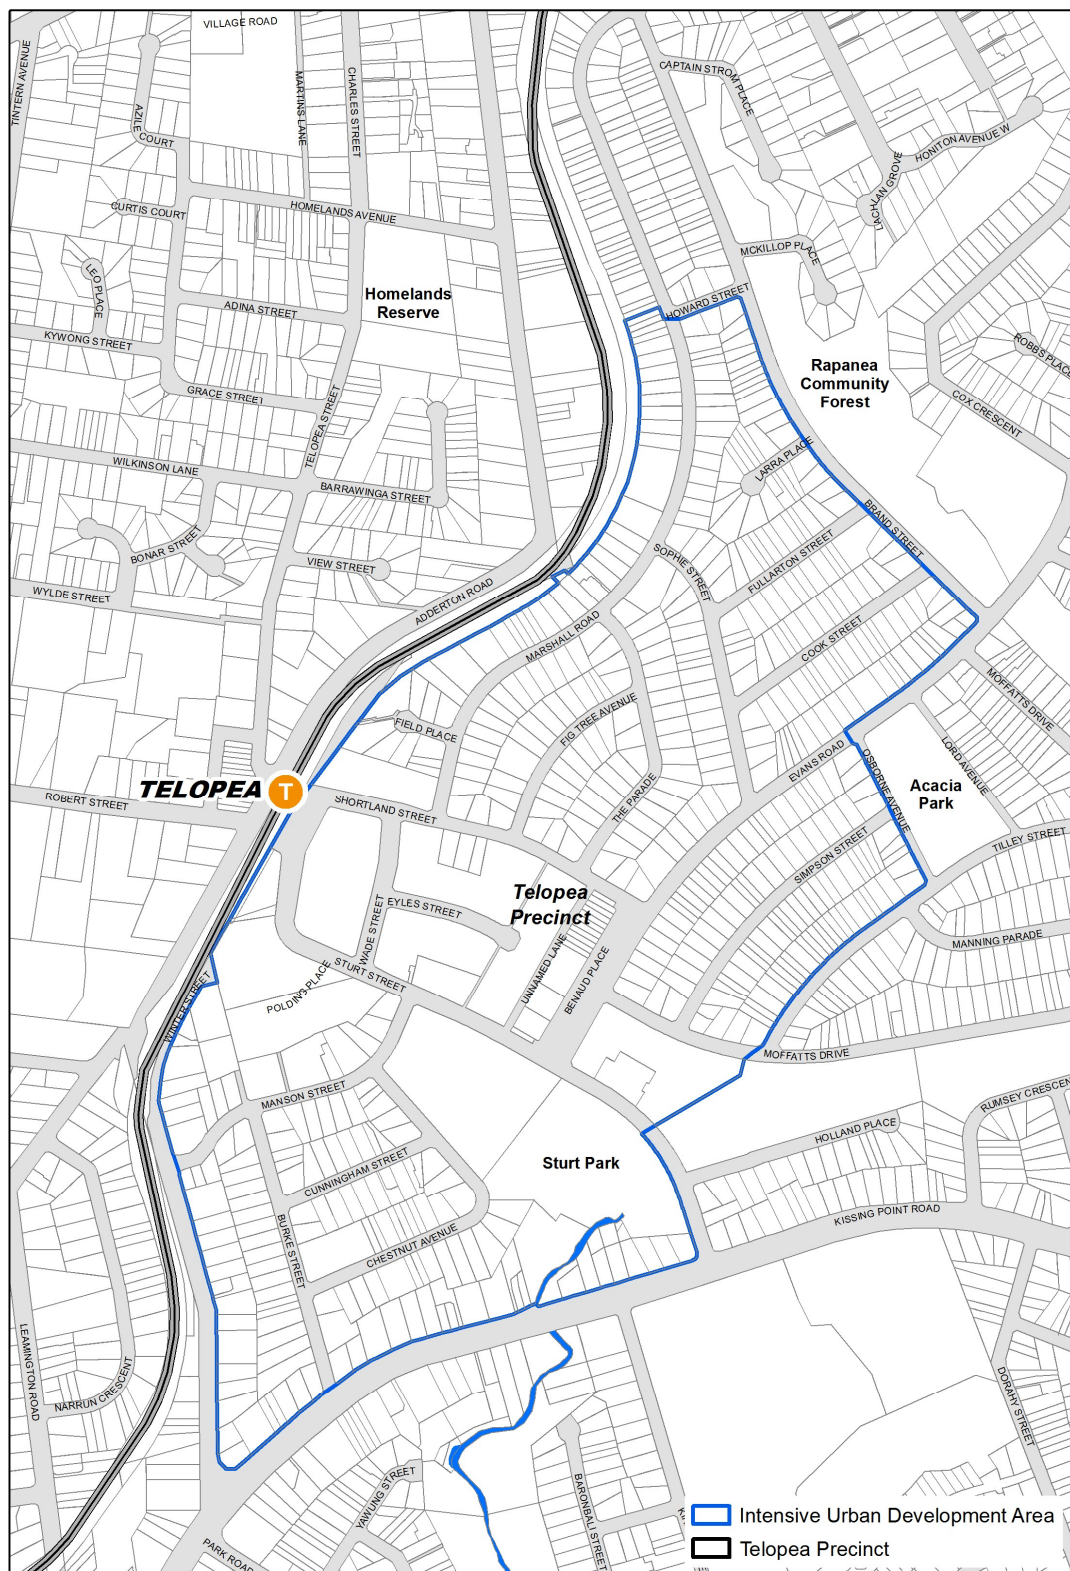 VILLAGE ROAD
TINTERN AVENUE
AZILE
COURT
MARTINS LANE
CHARLES STREET
CAPTAIN STROM PLACE
HONITON AVENUE W
LACHLAN GROVE
CURTIS COURT
HOMELANDS AVENUE
MCKILLOP PLACE
LEO PLACE
ADINA STREET
Homelands
Reserve
HOWARD STREET
KYWONG STREET
ROBBS PLACE
Rapanea
Community
Forest
GRACE STREET
COX CRESCENT
TELOPEA STREET
WILKINSON LANE
BARRAWINGA STREET
LARRA PLACE
BRAND STREET
BONAR STREET
VIEW STREET
SOPHIE STREET
FULLARTON STREET
WYLDE STREET
ADDERTON ROAD
MARSHALL ROAD
COOK STREET
MOFFATTS DRIVE
FIELD PLACE
FIG TREE AVENUE
EVANS ROAD
OSBORNE AVENUE
LORD AVENUE
TELOPEA
T
ROBERT STREET
SHORTLAND STREET
THE PARADE
Acacia
Park
SIMPSON STREET
TILLEY STREET
Telopea
Precinct
EYLES STREET
WADE STREET
MANNING PARADE
STURT STREET
UNNAMED LANE
BENAUD PLACE
POLDING PLACE
WINTER STREET
MOFFATTS DRIVE
MANSON STREET
RUMSEY CRESCEN
HOLLAND PLACE
CUNNINGHAM STREET
Sturt Park
KISSING POINT ROAD
BURKE STREET
CHESTNUT AVENUE
LEAMINGTON ROAD
NARRUN CRESCENT
DORAHY STREET
YAWUNG STREET
BARONBALI STREET
PARK ROAD
Intensive Urban Development Area
Telopea Precinct